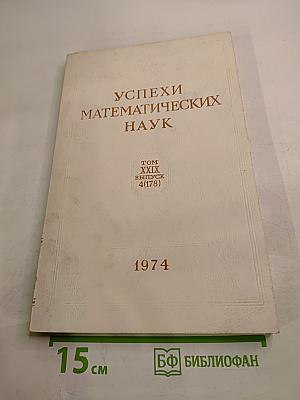 УСПЕХИ
МАТЕМАТИЧЕСКИХ
НАУК
ТОМ
XXIX
ВЫПУСК
4(178)
1974
15 см
БФ БИБЛИОФАН